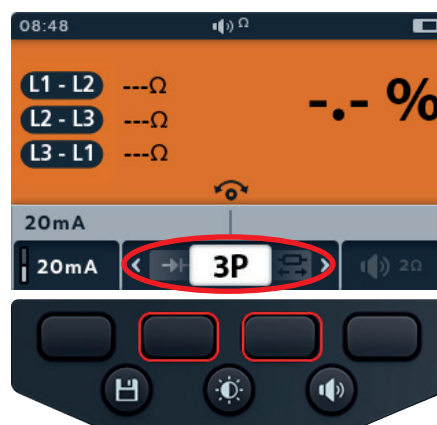 08:48 Ω
L1 - L2 ---Ω
-.- %
L2 - L3 ---Ω
L3 - L1 ---Ω
20mA
20mA < 3P > 2Ω